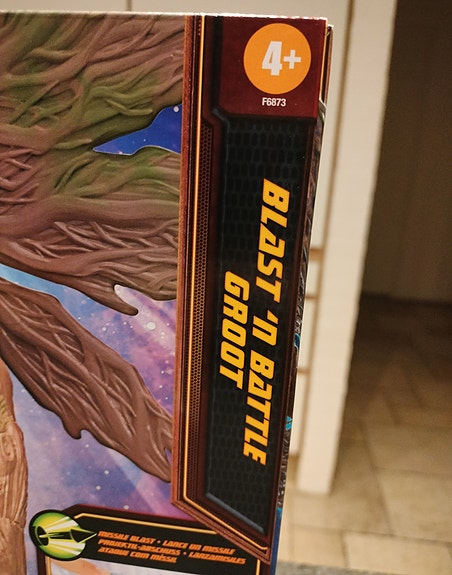 4+
F6873
BLAST 'N BATTLE
GROOT
MISSILE BLAST • LANCE UN MISSILE
PROJEKTIL-ABSCHUSS • LANZAMISILES
ATAQUE COM MÍSSIL